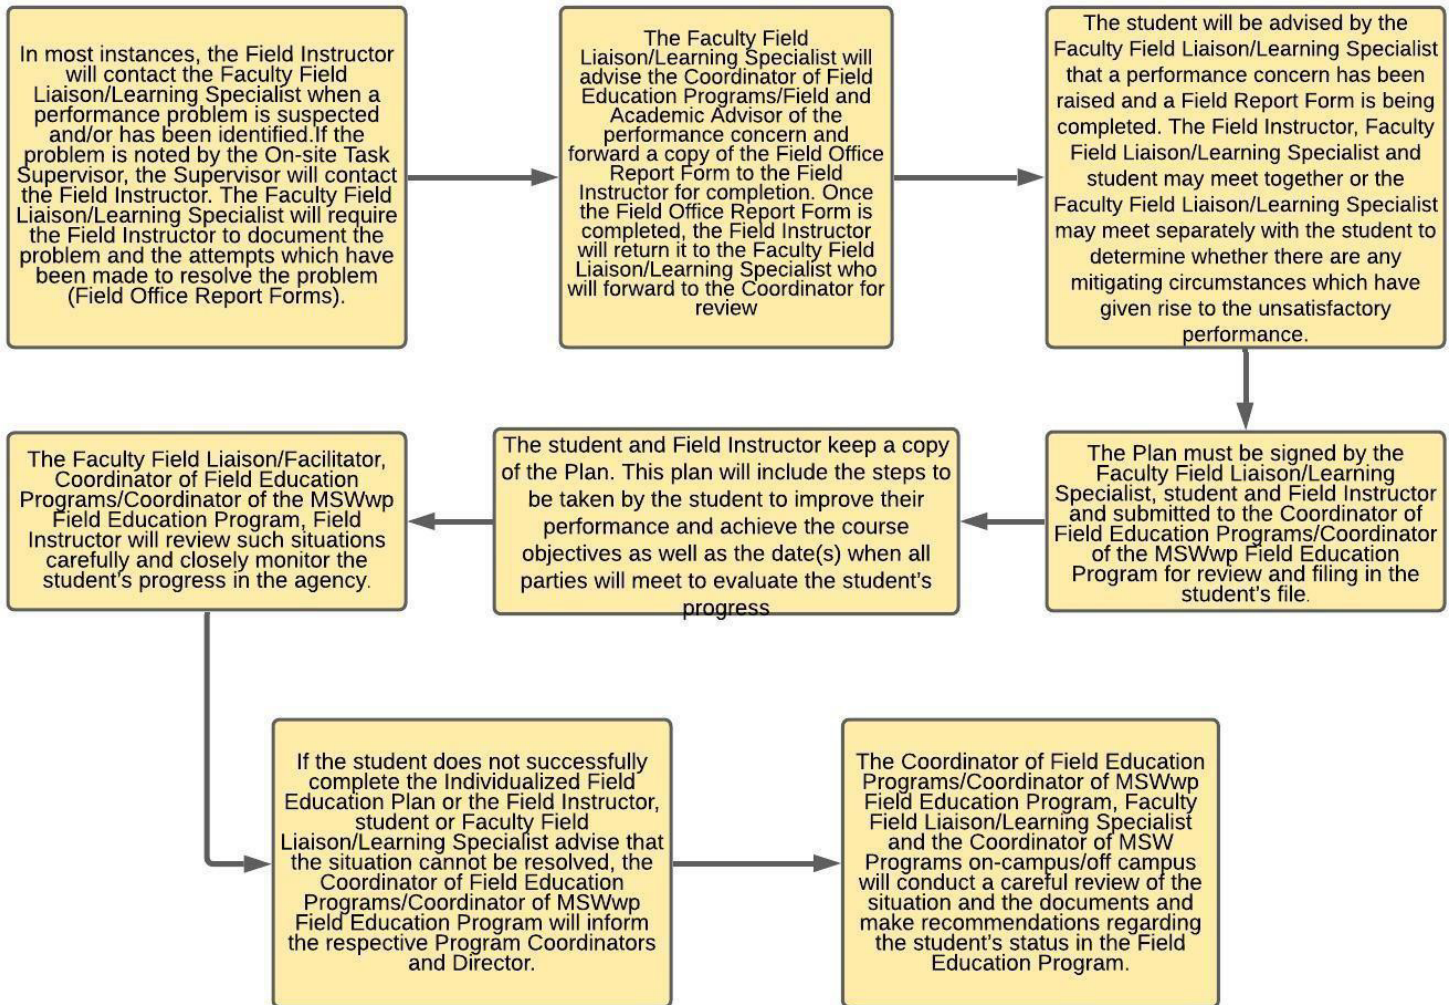 In most instances, the Field Instructor
will contact the Faculty Field
Liaison/Learning Specialist when a
performance problem is suspected
and/or has been identified.If the
problem is noted by the On-site Task
Supervisor, the Supervisor will contact
the Field Instructor. The Faculty Field
Liaison/Learning Specialist will require
the Field Instructor to document the
problem and the attempts which have
been made to resolve the problem
(Field Office Report Forms).
The Faculty Field
Liaison/Learning Specialist will
advise the Coordinator of Field
Education Programs/Field and
Academic Advisor of the
performance concern and
forward a copy of the Field Office
Report Form to the Field
Instructor for completion. Once
the Field Office Report Form is
completed, the Field Instructor
will return it to the Faculty Field
Liaison/Learning Specialist who
will forward to the Coordinator for
review
The student will be advised by the
Faculty Field Liaison/Learning Specialist
that a performance concern has been
raised and a Field Report Form is being
completed. The Field Instructor, Faculty
Field Liaison/Learning Specialist and
student may meet together or the
Faculty Field Liaison/Learning Specialist
may meet separately with the student to
determine whether there are any
mitigating circumstances which have
given rise to the unsatisfactory
performance.
The Plan must be signed by the
Faculty Field Liaison/Learning
Specialist, student and Field Instructor
and submitted to the Coordinator of
Field Education Programs/Coordinator
of the MSWwp Field Education
Program for review and filing in the
student's file.
The student and Field Instructor keep a copy
of the Plan. This plan will include the steps to
be taken by the student to improve their
performance and achieve the course
objectives as well as the date(s) when all
parties will meet to evaluate the student's
progress
The Faculty Field Liaison/Facilitator,
Coordinator of Field Education
Programs/Coordinator of the MSWwp
Field Education Program, Field
Instructor will review such situations
carefully and closely monitor the
student's progress in the agency.
If the student does not successfully
complete the Individualized Field
Education Plan or the Field Instructor,
student or Faculty Field
Liaison/Learning Specialist advise that
the situation cannot be resolved, the
Coordinator of Field Education
Programs/Coordinator of MSWwp
Field Education Program will inform
the respective Program Coordinators
and Director.
The Coordinator of Field Education
Programs/Coordinator of MSWwp
Field Education Program, Faculty
Field Liaison/Learning Specialist
and the Coordinator of MSW
Programs on-campus/off campus
will conduct a careful review of the
situation and the documents and
make recommendations regarding
the student's status in the Field
Education Program.